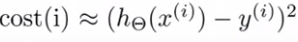 cost(i) ≈ (h_Θ(x^{(i)}) − y^{(i)})²